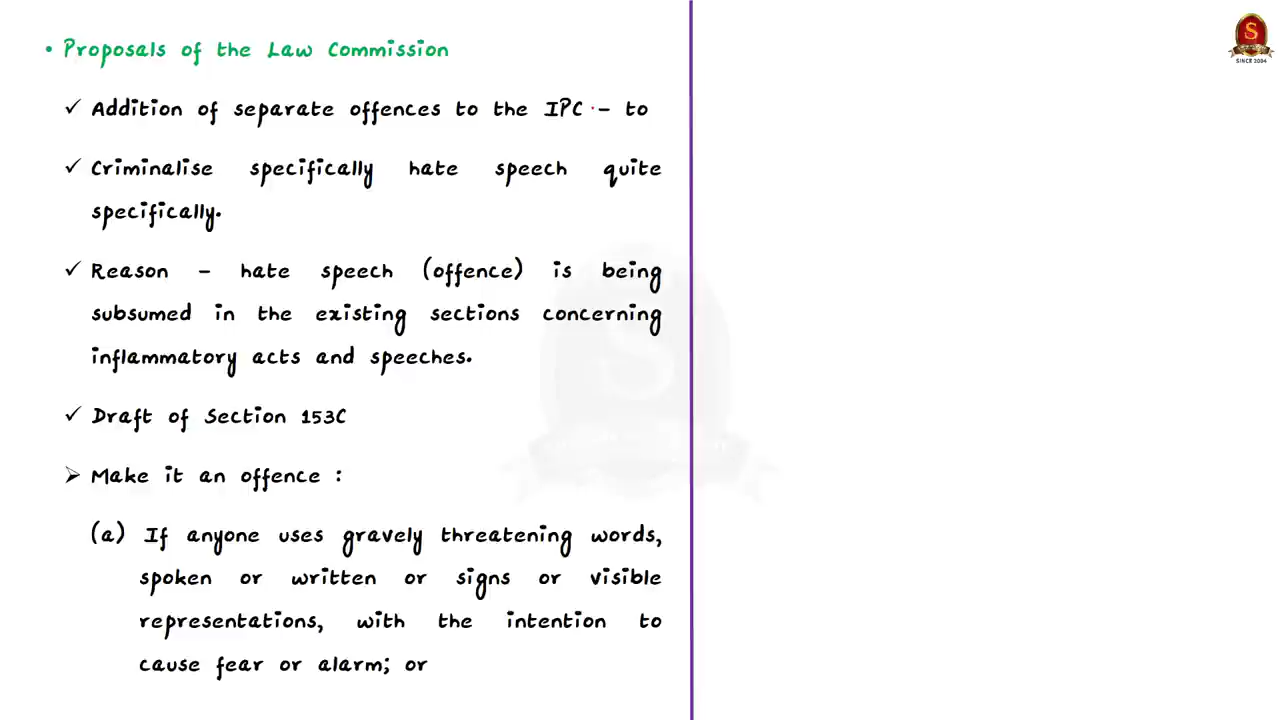 • Proposals of the Law Commission
✓ Addition of separate offences to the IPC - to
✓ Criminalise specifically hate speech quite
specifically.
✓ Reason - hate speech (offence) is being
subsumed in the existing sections concerning
inflammatory acts and speeches.
✓ Draft of Section 153C
➢ Make it an offence :
(a) If anyone uses gravely threatening words,
spoken or written or signs or visible
representations, with the intention to
cause fear or alarm; or
S
SINCE 2004